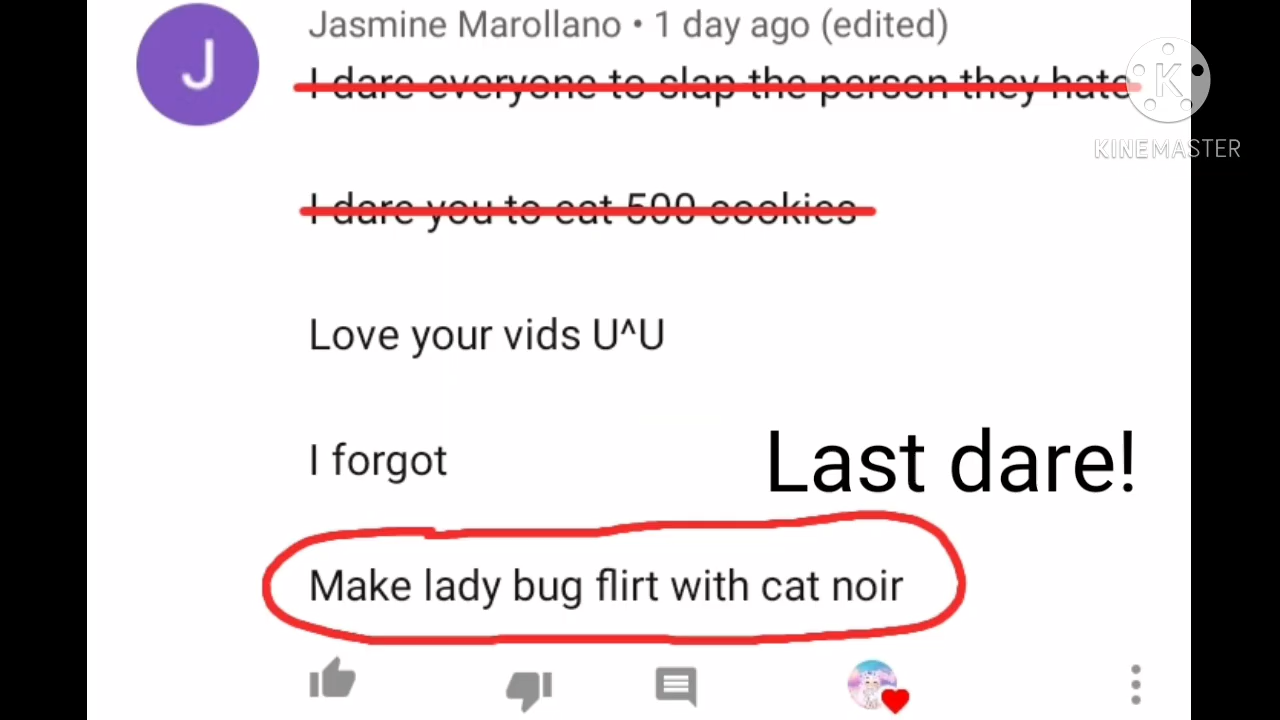 J
Jasmine Marollano • 1 day ago (edited)
I dare everyone to slap the person they hate
K
KINEMASTER
I dare you to eat 500 cookies
Love your vids U^U
I forgot
Last dare!
Make lady bug flirt with cat noir